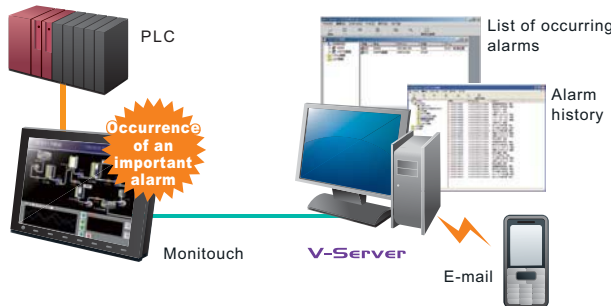 PLC
List of occurring
alarms
Alarm
history
Occurrence
of an
important
alarm
Monitouch
V-Server
E-mail